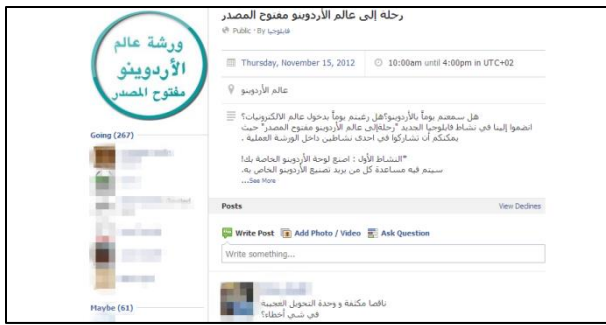 رحلة إلى عالم الأردوينو مفتوح المصدر
Public · By فابلوجيا
ورشة عالم
الأردوينو
مفتوح المصدر
Thursday, November 15, 2012
10:00am until 4:00pm in UTC+02
عالم الأردوينو
هل سمعتم يوماً بالأردوينو؟هل رغبتم يوماً بدخول عالم الالكترونيات؟
انضموا إلينا في نشاط فابلوجيا الجديد "رحلةإلى عالم الأردوينو مفتوح المصدر" حيث
يمكنكم أن تشاركوا في احدى نشاطين داخل الورشة العملية .
*النشاط الأول : اصنع لوحة الأردوينو الخاصة بك!
سيتم فيه مساعدة كل من يريد تصنيع الأردوينو الخاص به.
...See More
Going (267)
Posts
View Declines
Write Post
Add Photo / Video
Ask Question
Write something...
ناقصا مكثفة و وحدة التحويل العجيبة
في شي أخطاء؟
Maybe (61)